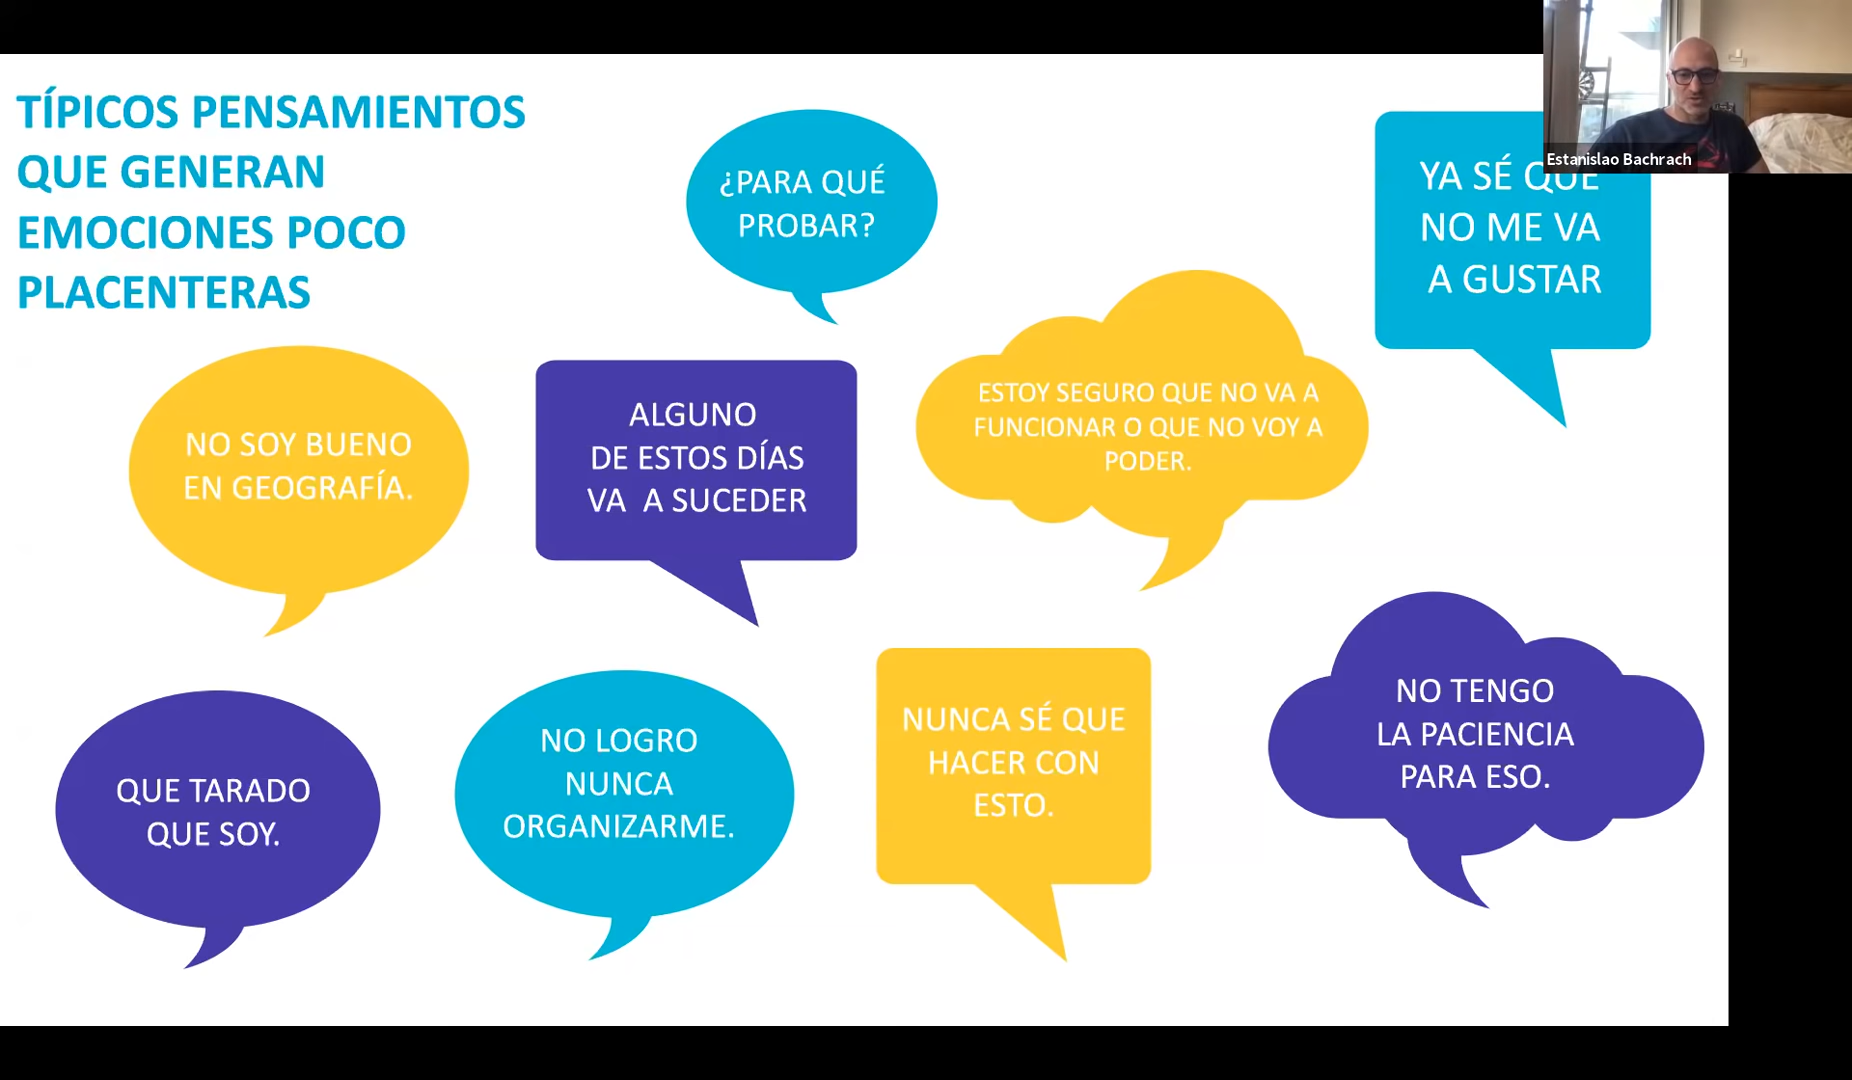 TÍPICOS PENSAMIENTOS
QUE GENERAN
EMOCIONES POCO
PLACENTERAS
¿PARA QUÉ
PROBAR?
Estanislao Bachrach
YA SÉ QUE
NO ME VA
A GUSTAR
NO SOY BUENO
EN GEOGRAFÍA.
ALGUNO
DE ESTOS DÍAS
VA A SUCEDER
ESTOY SEGURO QUE NO VA A
FUNCIONAR O QUE NO VOY A
PODER.
QUE TARADO
QUE SOY.
NO LOGRO
NUNCA
ORGANIZARME.
NUNCA SÉ QUE
HACER CON
ESTO.
NO TENGO
LA PACIENCIA
PARA ESO.